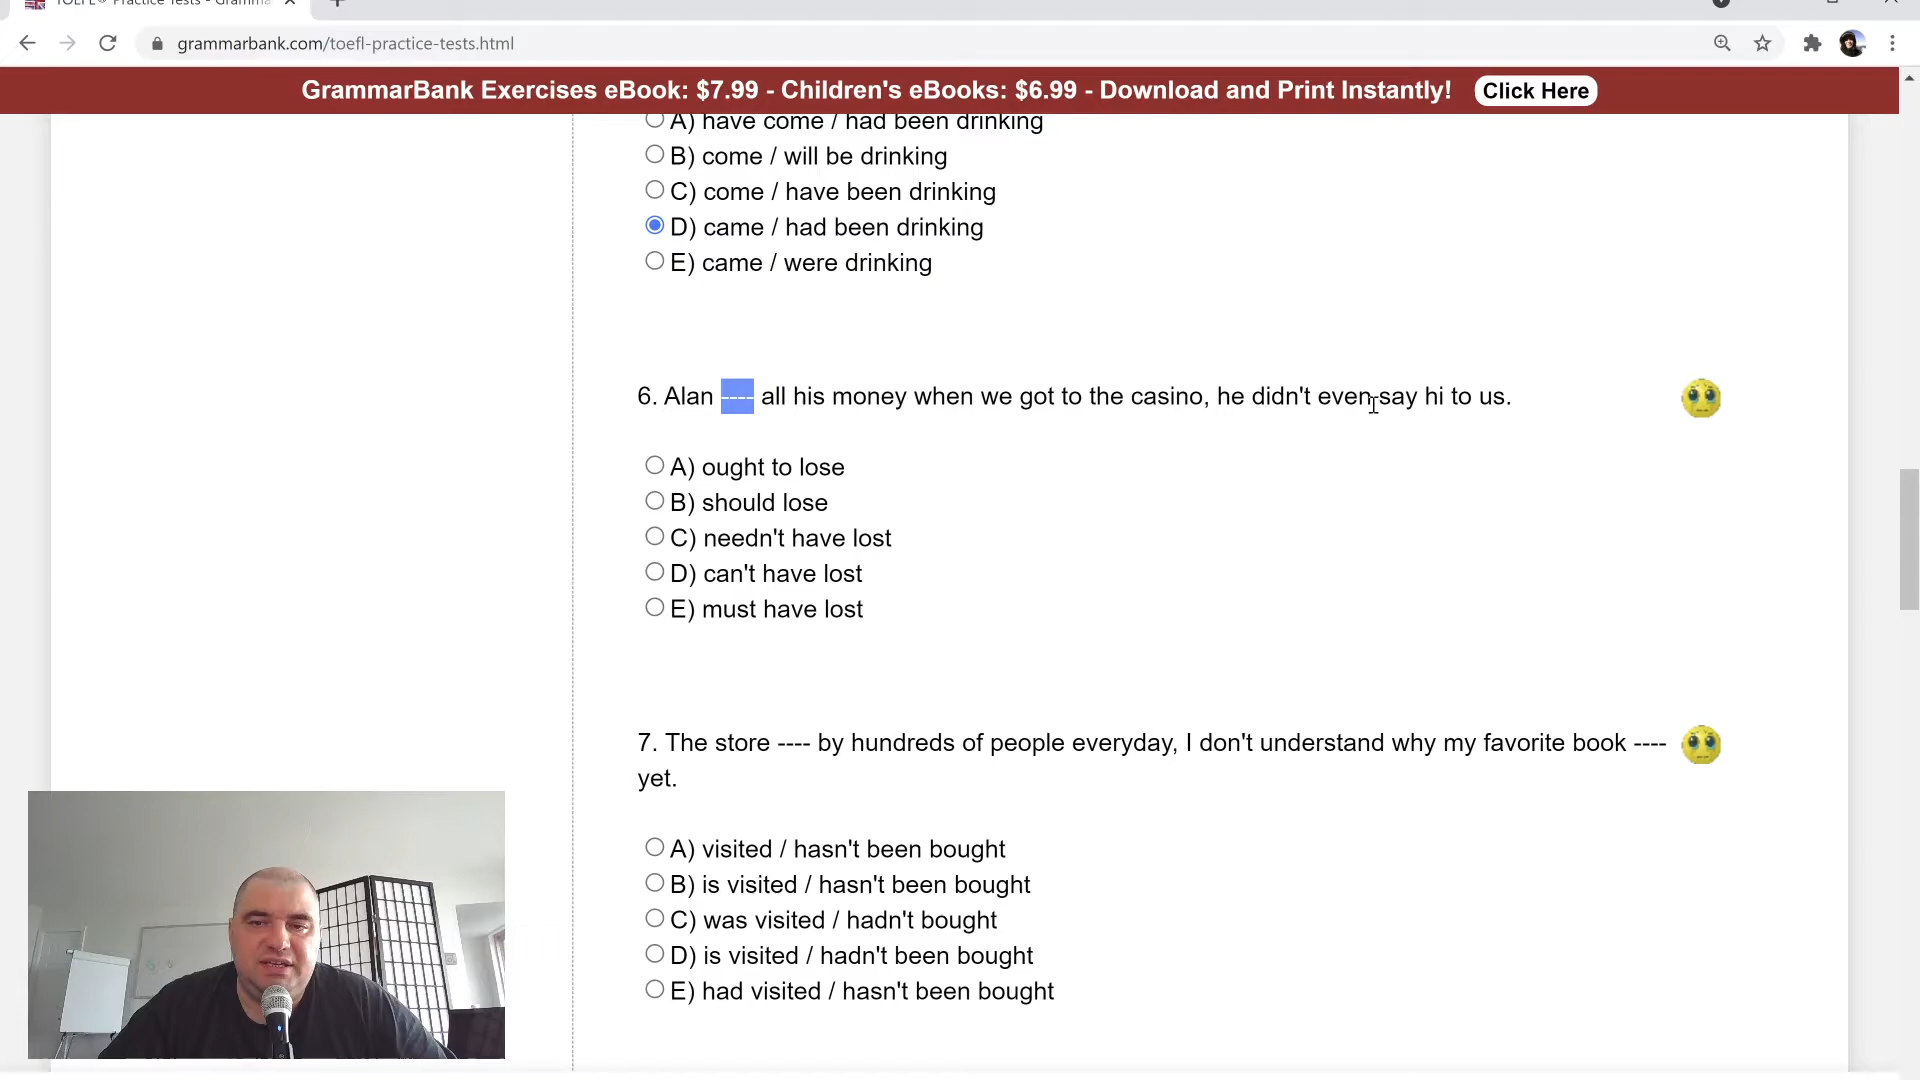 TOEFL® Practice Tests - Gramma
grammarbank.com/toefl-practice-tests.html
GrammarBank Exercises eBook: $7.99 - Children's eBooks: $6.99 - Download and Print Instantly! Click Here
A) have come / had been drinking
B) come / will be drinking
C) come / have been drinking
D) came / had been drinking
E) came / were drinking
6. Alan ---- all his money when we got to the casino, he didn't even say hi to us.
A) ought to lose
B) should lose
C) needn't have lost
D) can't have lost
E) must have lost
7. The store ---- by hundreds of people everyday, I don't understand why my favorite book ----
yet.
A) visited / hasn't been bought
B) is visited / hasn't been bought
C) was visited / hadn't bought
D) is visited / hadn't been bought
E) had visited / hasn't been bought